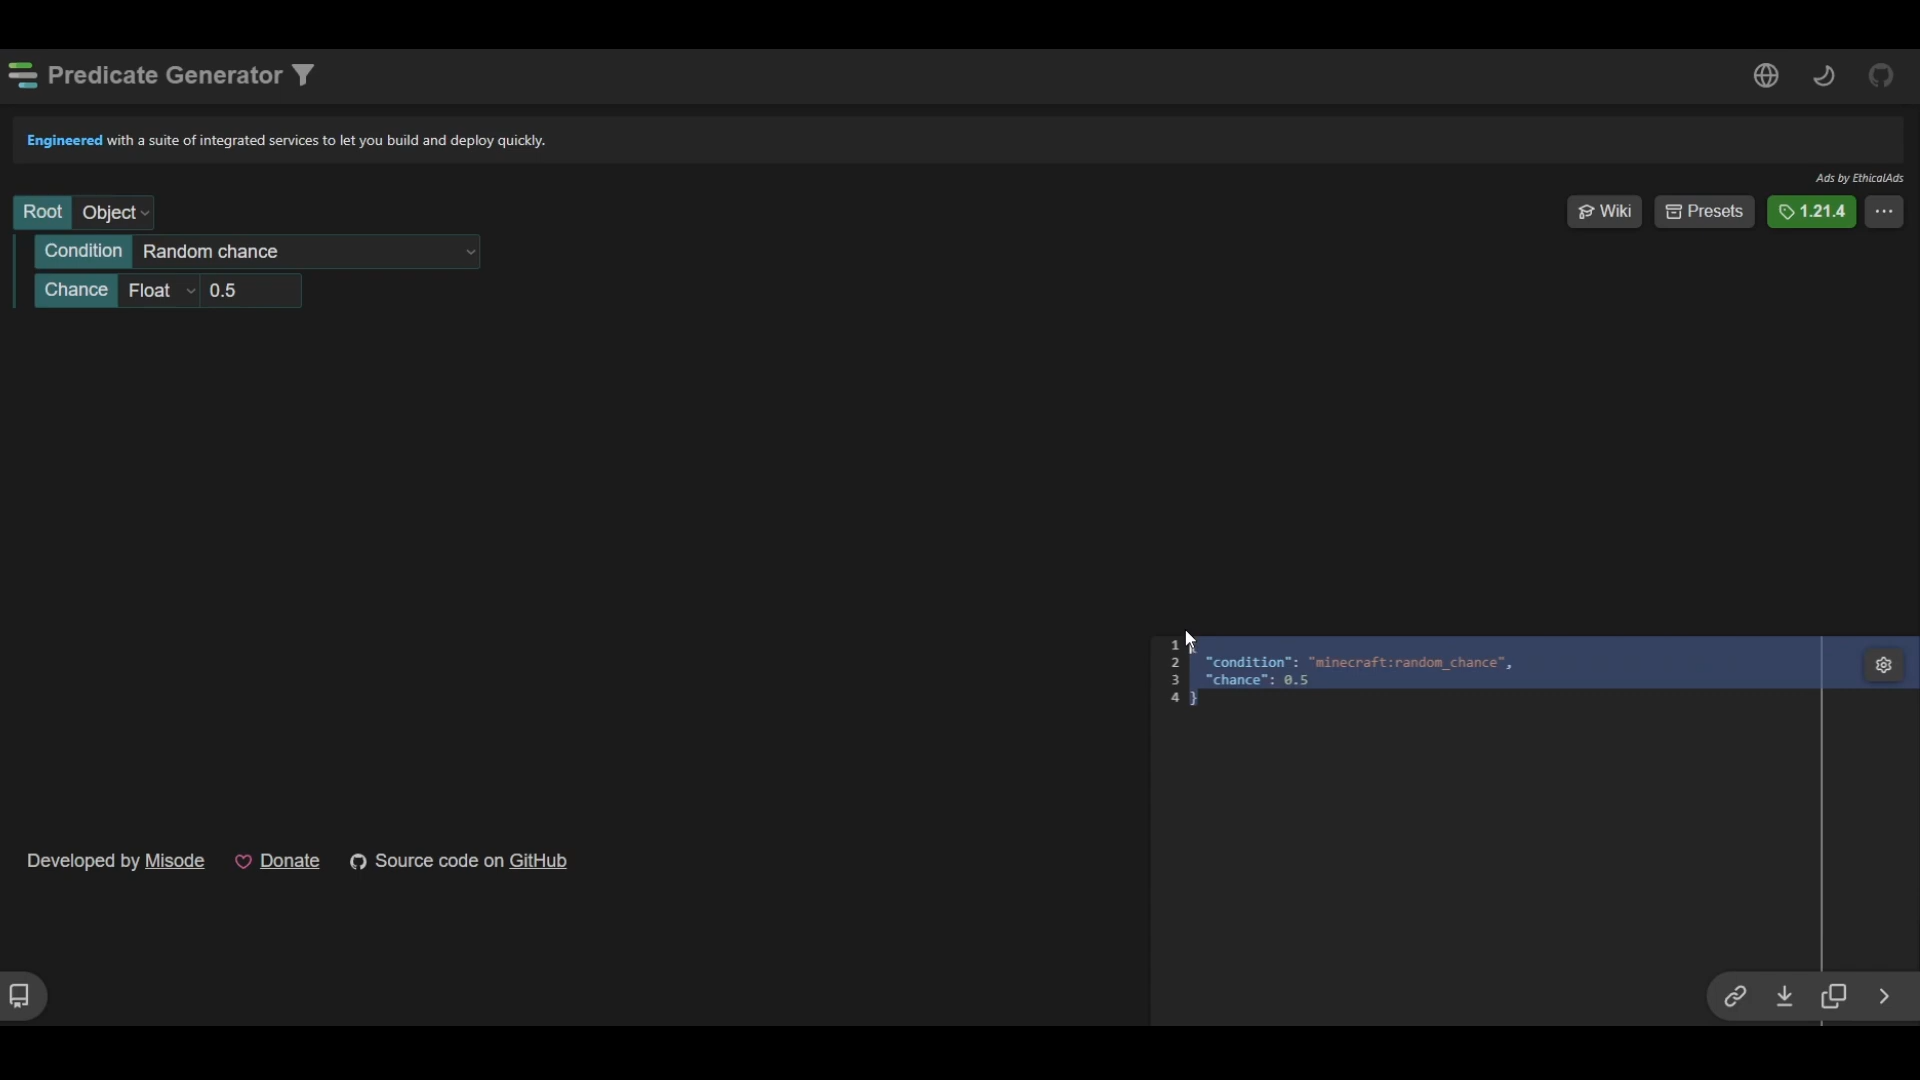 Predicate Generator
Engineered with a suite of integrated services to let you build and deploy quickly.
Ads by EthicalAds
Root Object
Wiki Presets 1.21.4
Condition Random chance
Chance Float 0.5
1
2 "condition": "minecraft:random_chance",
3 "chance": 0.5
4 }
Developed by Misode Donate Source code on GitHub